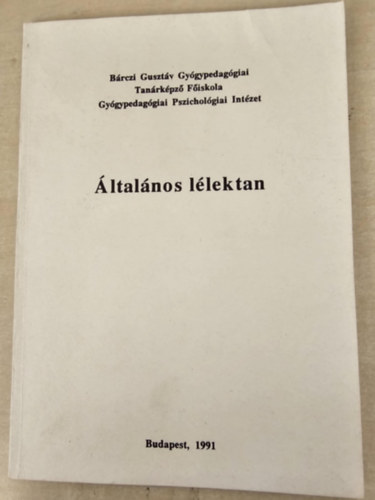 Bárczi Gusztáv Gyógypedagógiai
Tanárképző Főiskola
Gyógypedagógiai Pszichológiai Intézet
Általános lélektan
Budapest, 1991